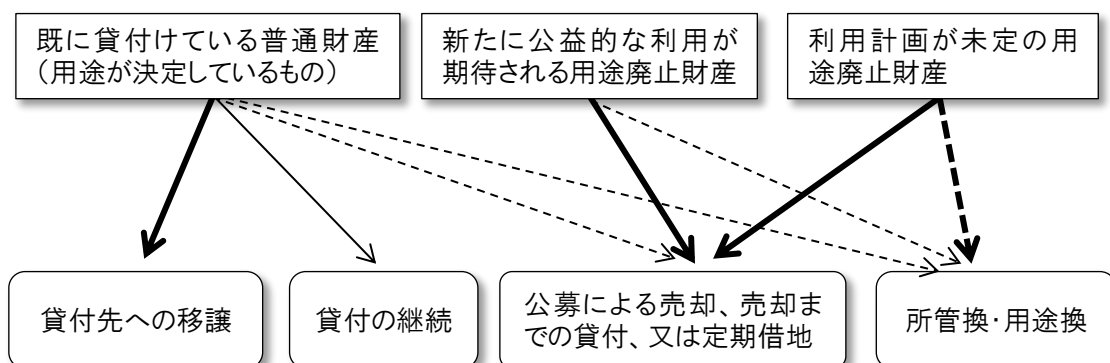 既に貸付けている普通財産
（用途が決定しているもの）
新たに公益的な利用が
期待される用途廃止財産
利用計画が未定の用
途廃止財産
貸付先への移譲
貸付の継続
公募による売却、売却ま
での貸付、又は定期借地
所管換・用途換